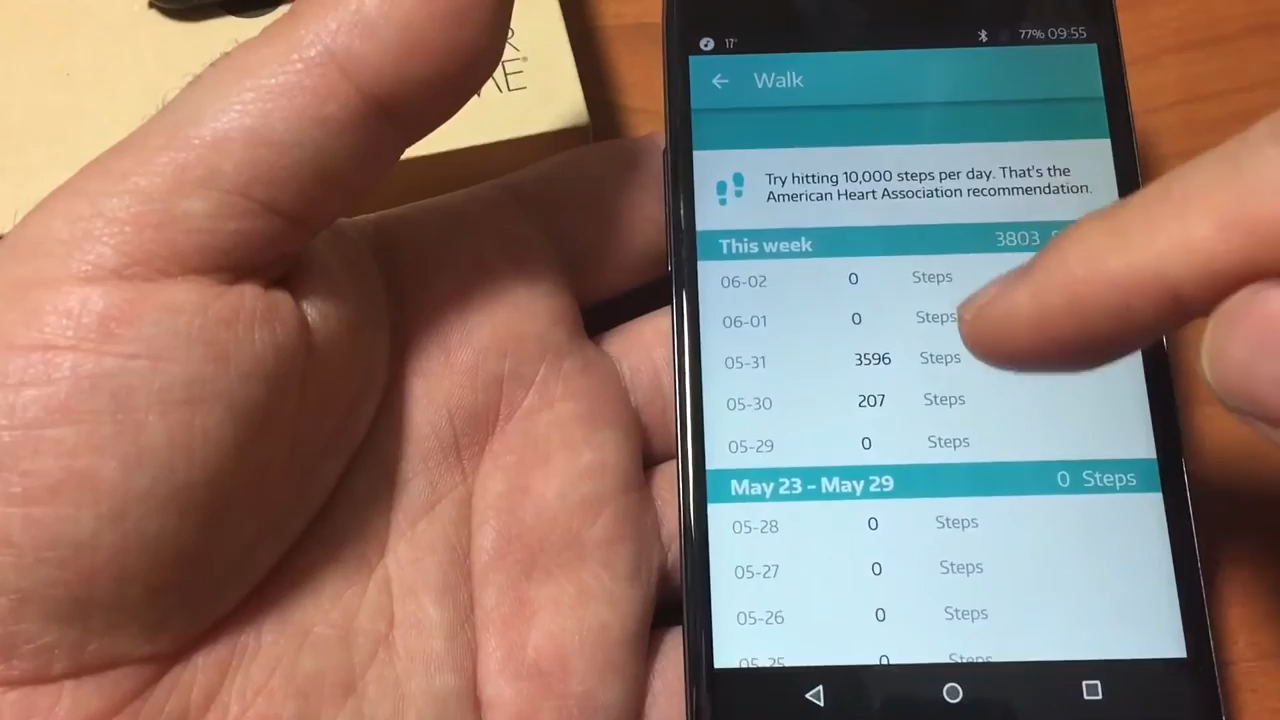 17°
77% 09:55
Walk
Try hitting 10,000 steps per day. That's the
American Heart Association recommendation.
This week 3803
06-02 0 Steps
06-01 0 Steps
05-31 3596 Steps
05-30 207 Steps
05-29 0 Steps
May 23 - May 29 0 Steps
05-28 0 Steps
05-27 0 Steps
05-26 0 Steps
05-25 0 Steps